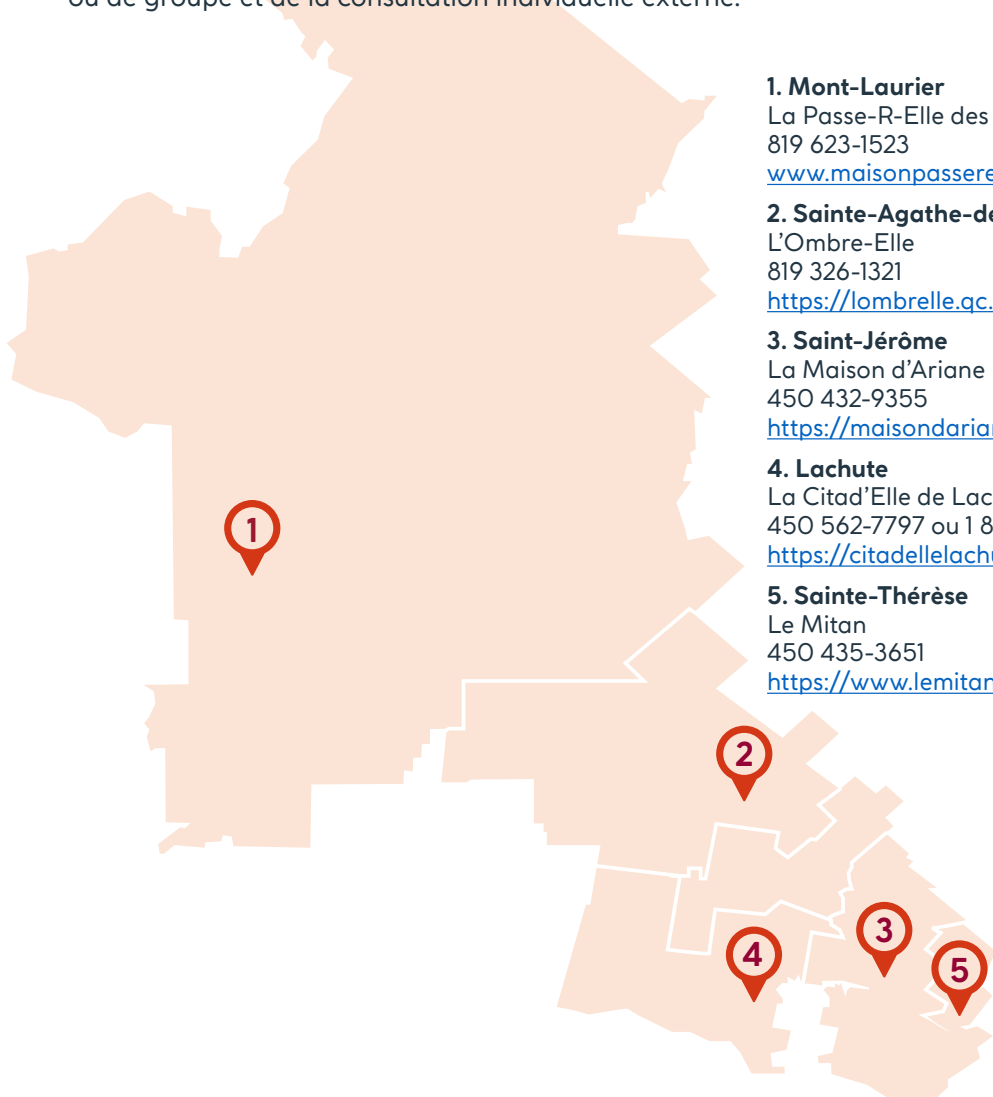 ou de groupe et de la consultation individuelle externe.
1. Mont-Laurier
La Passe-R-Elle des
819 623-1523
www.maisonpassere
2. Sainte-Agathe-de
L’Ombre-Elle
819 326-1321
https://lombrelle.qc.
3. Saint-Jérôme
La Maison d’Ariane
450 432-9355
https://maisondarian
4. Lachute
La Citad’Elle de Lac
450 562-7797 ou 1 8
https://citadellelachu
5. Sainte-Thérèse
Le Mitan
450 435-3651
https://www.lemitan
1
2
3
4
5